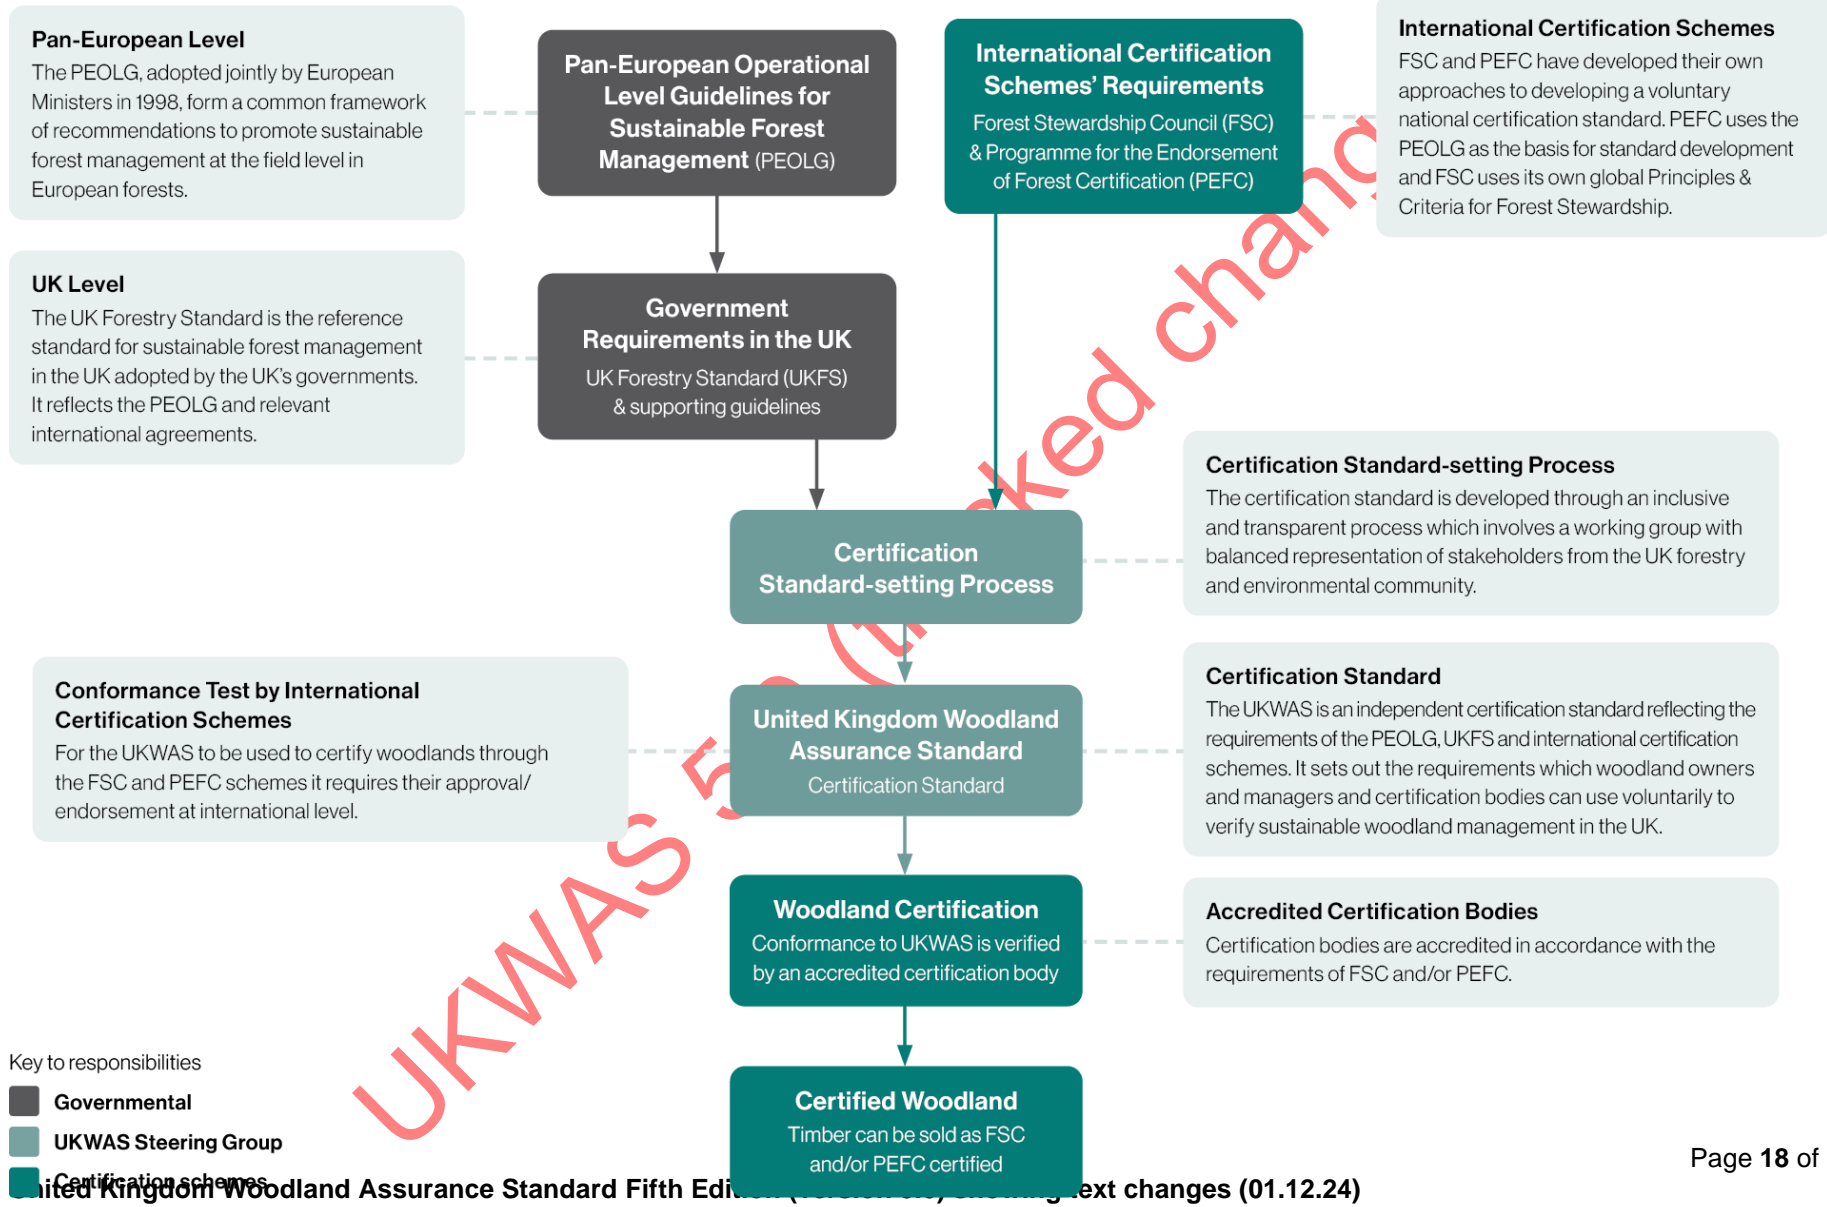 Pan-European Level
The PEOLG, adopted jointly by European
Ministers in 1998, form a common framework
of recommendations to promote sustainable
forest management at the field level in
European forests.
Pan-European Operational
Level Guidelines for
Sustainable Forest
Management (PEOLG)
International Certification
Schemes' Requirements
Forest Stewardship Council (FSC)
& Programme for the Endorsement
of Forest Certification (PEFC)
International Certification Schemes
FSC and PEFC have developed their own
approaches to developing a voluntary
national certification standard. PEFC uses the
PEOLG as the basis for standard development
and FSC uses its own global Principles &
Criteria for Forest Stewardship.
UK Level
The UK Forestry Standard is the reference
standard for sustainable forest management
in the UK adopted by the UK's governments.
It reflects the PEOLG and relevant
international agreements.
Government
Requirements in the UK
UK Forestry Standard (UKFS)
& supporting guidelines
Certification
Standard-setting Process
Certification Standard-setting Process
The certification standard is developed through an inclusive
and transparent process which involves a working group with
balanced representation of stakeholders from the UK forestry
and environmental community.
Conformance Test by International
Certification Schemes
For the UKWAS to be used to certify woodlands through
the FSC and PEFC schemes it requires their approval/
endorsement at international level.
United Kingdom Woodland
Assurance Standard
Certification Standard
Certification Standard
The UKWAS is an independent certification standard reflecting the
requirements of the PEOLG, UKFS and international certification
schemes. It sets out the requirements which woodland owners
and managers and certification bodies can use voluntarily to
verify sustainable woodland management in the UK.
Woodland Certification
Conformance to UKWAS is verified
by an accredited certification body
Accredited Certification Bodies
Certification bodies are accredited in accordance with the
requirements of FSC and/or PEFC.
Certified Woodland
Timber can be sold as FSC
and/or PEFC certified
Key to responsibilities
Governmental
UKWAS Steering Group
Certification schemes
UKWAS
Page 18 of
United Kingdom Woodland Assurance Standard Fifth text changes (01.12.24)